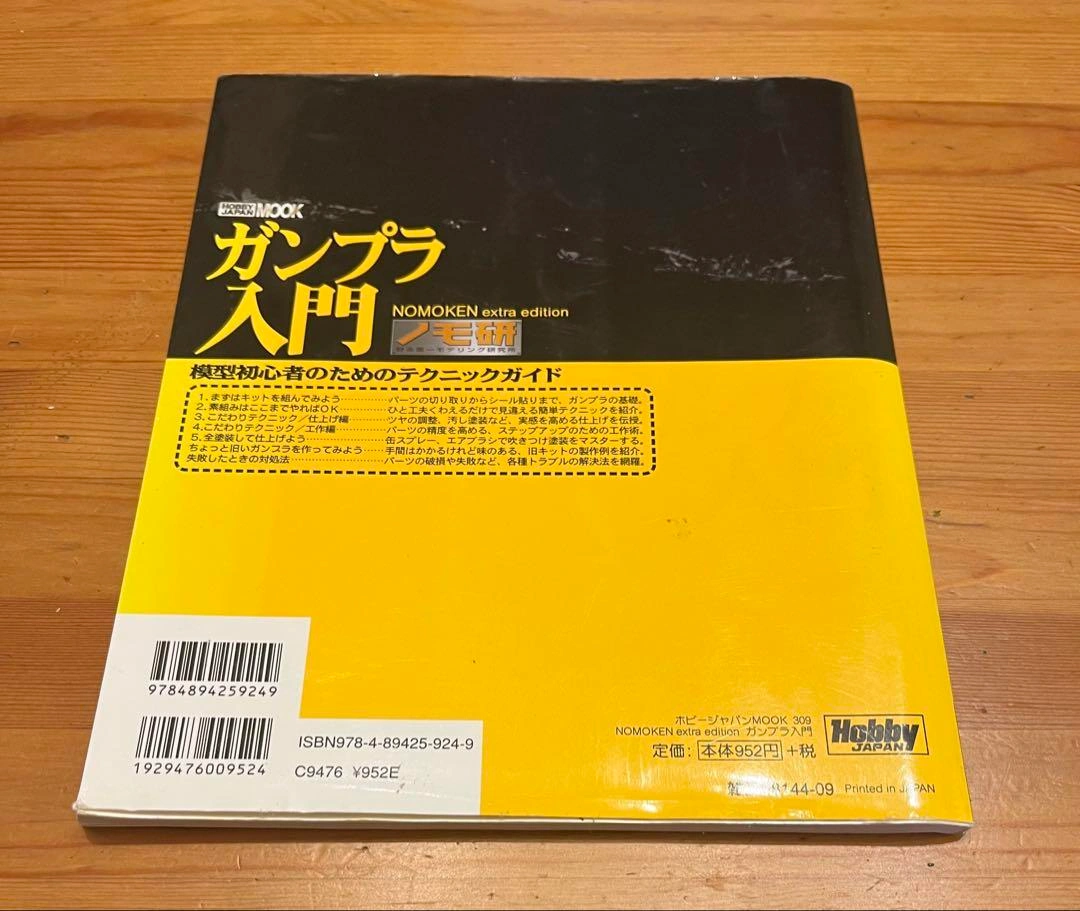 HOBBY JAPAN MOOK
ガンプラ
入門
NOMOKEN extra edition
ノモ研
野本憲一モデリング研究所
模型初心者のためのテクニックガイド
1. まずはキットを組んでみよう……………パーツの切り取りからシール貼りまで、ガンプラの基礎。
2. 素組みはここまでやればOK……………ひと工夫くわえるだけで見違える簡単テクニックを紹介。
3. こだわりテクニック／仕上げ編…………ツヤの調整、汚し塗装など、実感を高める仕上げを伝授。
4. こだわりテクニック／工作編……………パーツの精度を高める、ステップアップのための工作術。
5. 全塗装して仕上げよう……………………缶スプレー、エアブラシで吹きつけ塗装をマスターする。
ちょっと旧いガンプラを作ってみよう……手間はかかるけれど味のある、旧キットの製作例を紹介。
失敗したときの対処法………………………パーツの破損や失敗など、各種トラブルの解決法を網羅。
9784894259249
1929476009524
ISBN978-4-89425-924-9
C9476 ¥952E
ホビージャパンMOOK 309
NOMOKEN extra edition ガンプラ入門
定価：本体952円+税
Hobby JAPAN
144-09 Printed in JAPAN